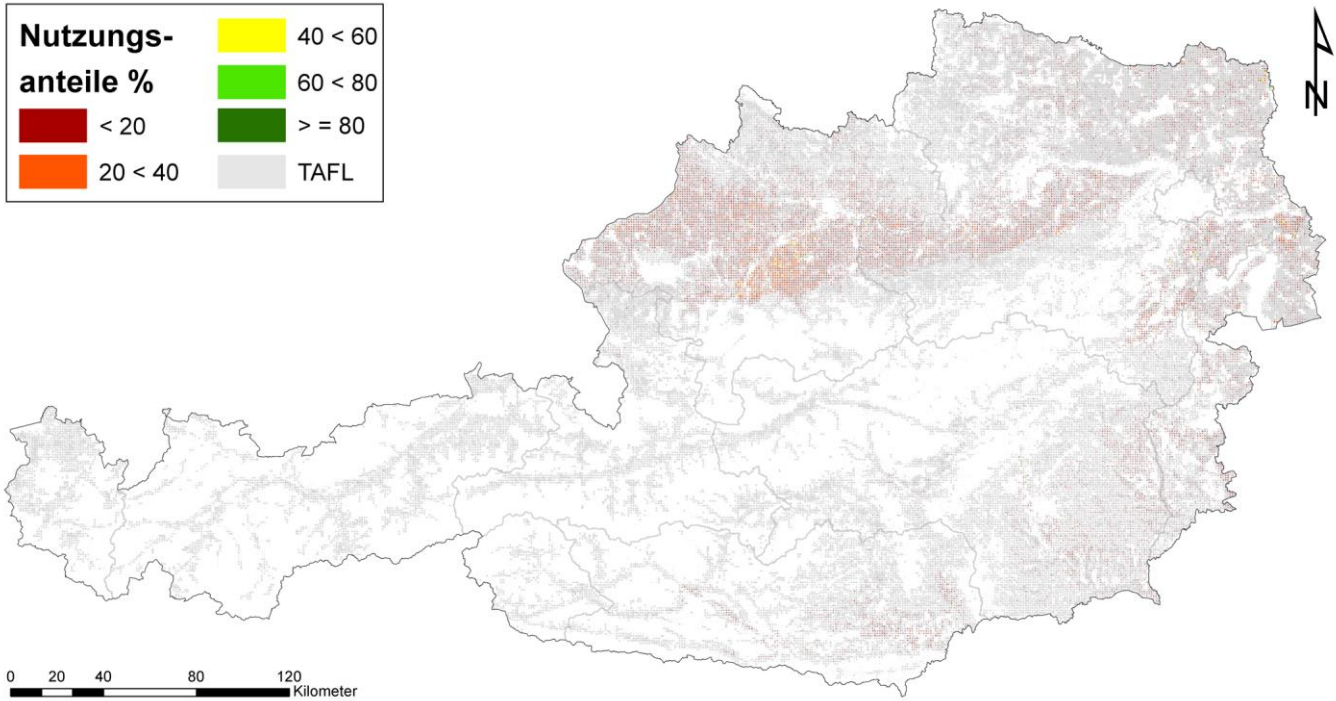 Nutzungs-
anteile %
< 20
20 < 40
40 < 60
60 < 80
> = 80
TAFL
N
0 20 40 80 120
Kilometer